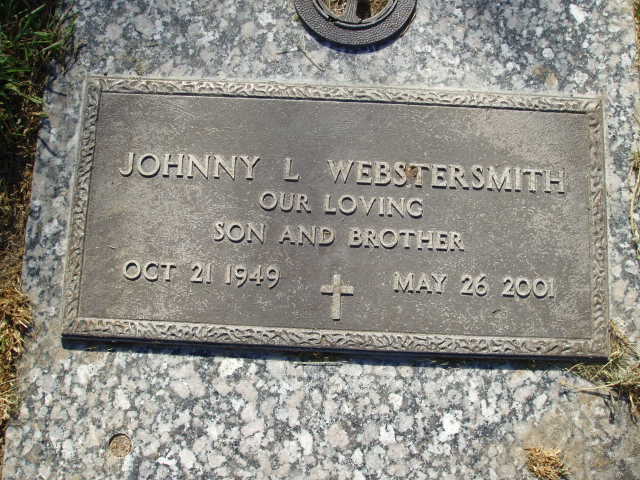 JOHNNY L WEBSTERSMITH
OUR LOVING
SON AND BROTHER
OCT 21 1949 MAY 26 2001